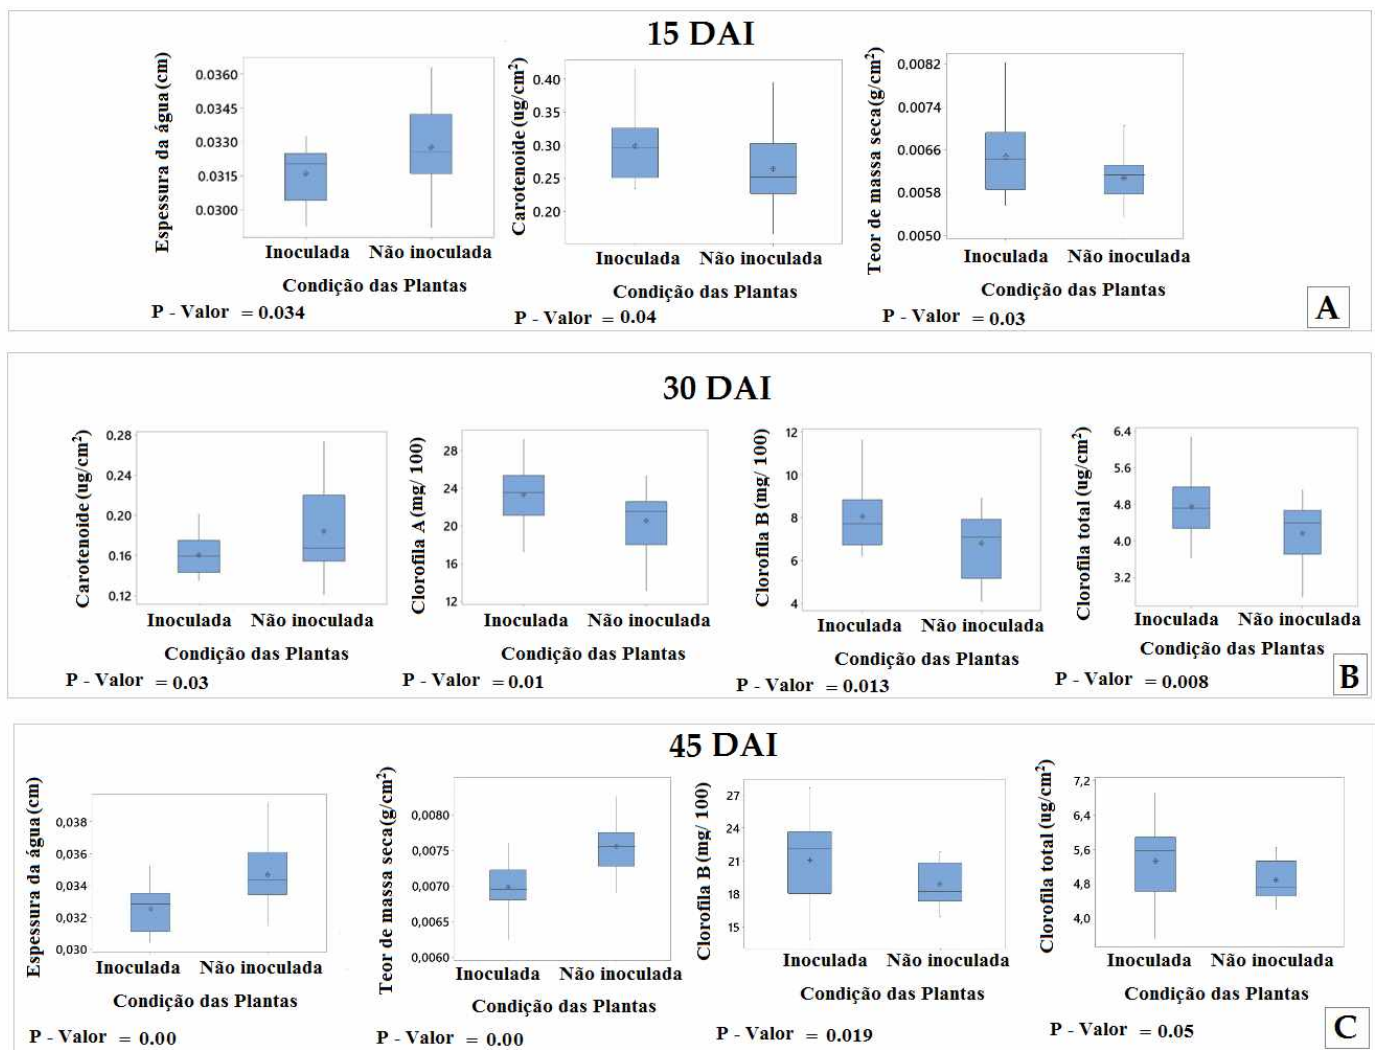 15 DAI
Espessura da água (cm)
0.0360
0.0345
0.0330
0.0315
0.0300
Inoculada Não inoculada
Condição das Plantas
P - Valor = 0.034
Carotenoide (ug/cm²)
0.40
0.35
0.30
0.25
0.20
Inoculada Não inoculada
Condição das Plantas
P - Valor = 0.04
Teor de massa seca(g/cm²)
0.0082
0.0074
0.0066
0.0058
0.0050
Inoculada Não inoculada
Condição das Plantas
P - Valor = 0.03
A
30 DAI
Carotenoide (ug/cm²)
0.28
0.20
0.16
0.12
Inoculada Não inoculada
Condição das Plantas
P - Valor = 0.03
Clorofila A (mg/ 100)
28
24
20
16
12
Inoculada Não inoculada
Condição das Plantas
P - Valor = 0.01
Clorofila B (mg/ 100)
12
10
8
6
4
Inoculada Não inoculada
Condição das Plantas
P - Valor = 0.013
Clorofila total (ug/cm²)
6.4
5.6
4.8
4.0
3.2
Inoculada Não inoculada
Condição das Plantas
P - Valor = 0.008
B
45 DAI
Espessura da água (cm)
0,038
0,036
0,034
0,032
0,030
Inoculada Não inoculada
Condição das Plantas
P - Valor = 0.00
Teor de massa seca(g/cm²)
0,0080
0,0075
0,0070
0,0065
0,0060
Inoculada Não inoculada
Condição das Plantas
P - Valor = 0.00
Clorofila B (mg/ 100)
27
24
21
18
15
Inoculada Não inoculada
Condição das Plantas
P - Valor = 0.019
Clorofila total (ug/cm²)
7,2
6,4
5,6
4,8
4,0
Inoculada Não inoculada
Condição das Plantas
P - Valor = 0.05
C